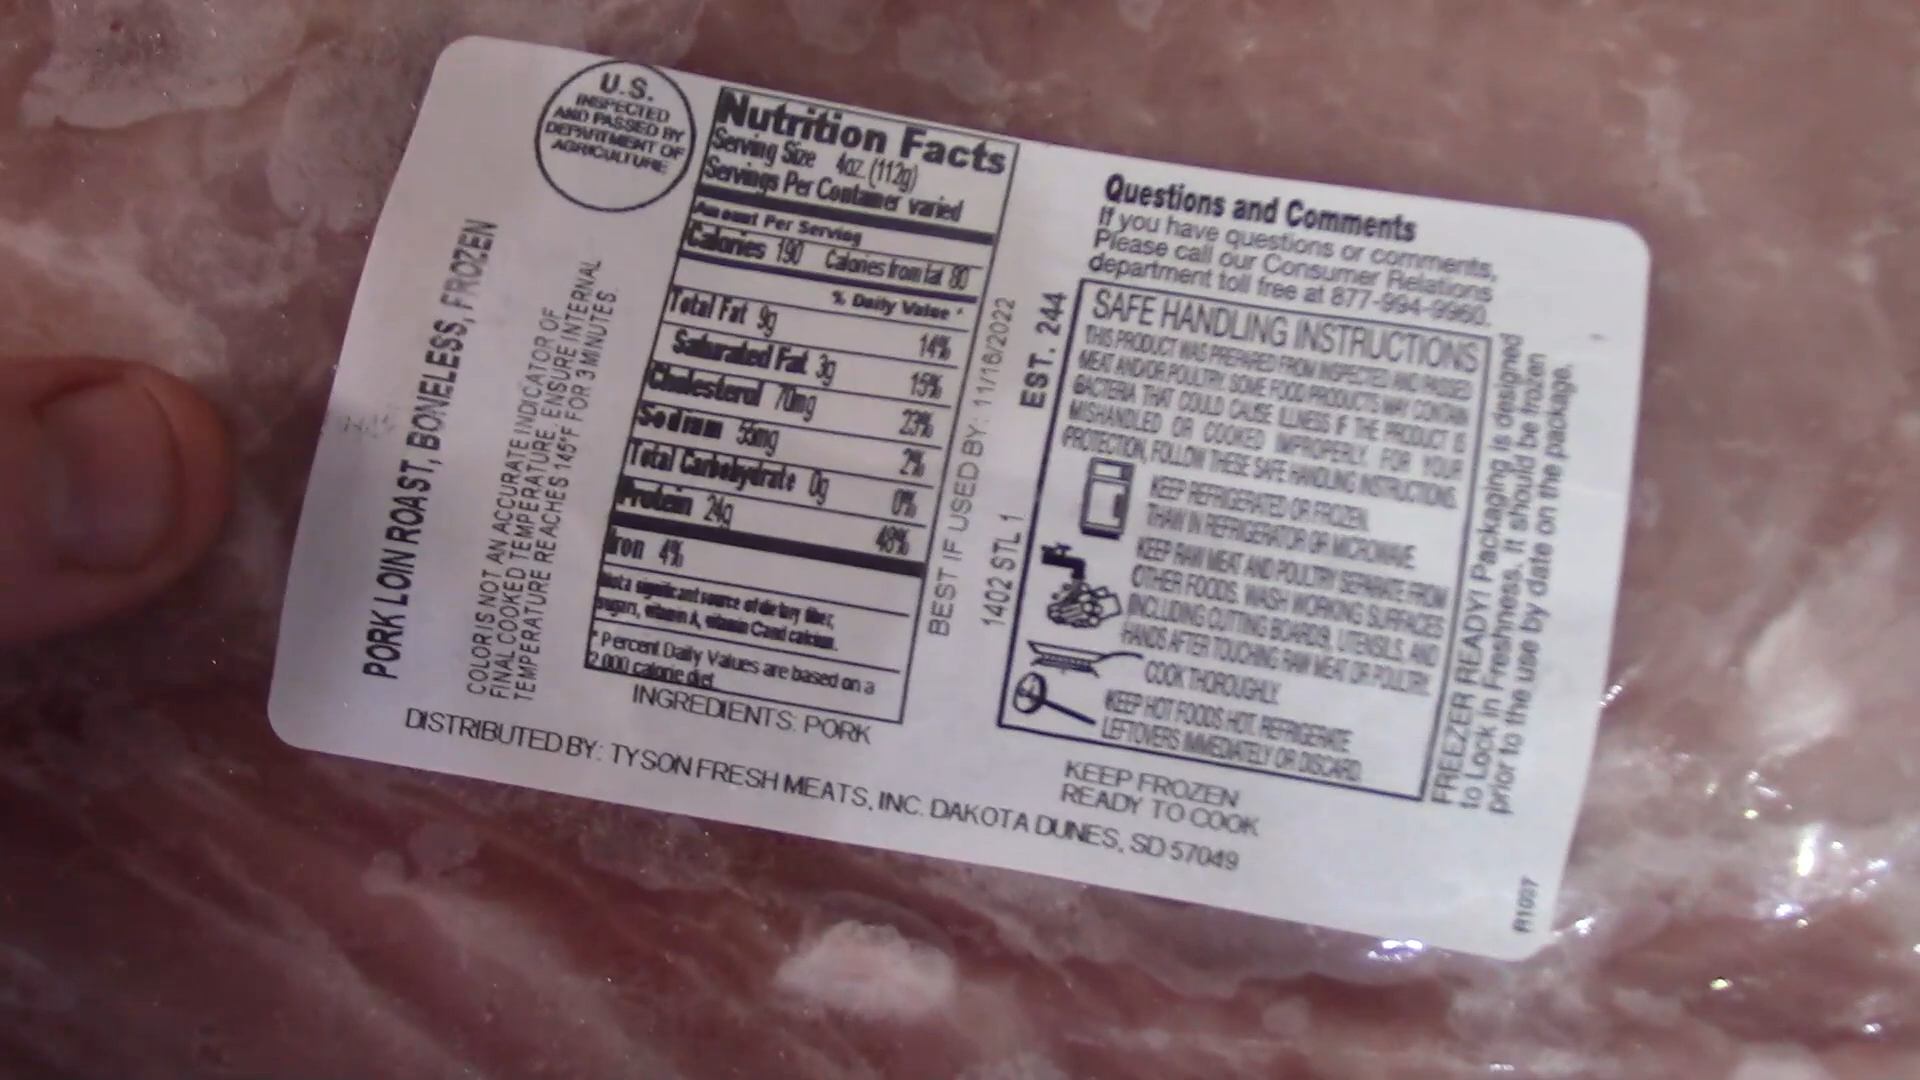 U.S.
INSPECTED
AND PASSED BY
DEPARTMENT OF
AGRICULTURE
PORK LOIN ROAST, BONELESS, FROZEN
COLOR IS NOT AN ACCURATE INDICATOR OF
FINAL COOKED TEMPERATURE. ENSURE INTERNAL
TEMPERATURE REACHES 145°F FOR 3 MINUTES.
Nutrition Facts
Serving Size 4oz. (112g)
Servings Per Container varied
Amount Per Serving
Calories 190 Calories from fat 80
% Daily Value *
Total Fat 9g 14%
Saturated Fat 3g 15%
Cholesterol 70mg 23%
Sodium 55mg 2%
Total Carbohydrate 0g 0%
Protein 24g 48%
Iron 4%
Not a significant source of dietary fiber,
sugars, vitamin A, vitamin C and calcium.
* Percent Daily Values are based on a
2,000 calorie diet
INGREDIENTS: PORK
DISTRIBUTED BY: TYSON FRESH MEATS, INC. DAKOTA DUNES, SD 57049
BEST IF USED BY: 11/16/2022
1402 STL 1
EST. 244
Questions and Comments
If you have questions or comments,
Please call our Consumer Relations
department toll free at 877-994-9960.
SAFE HANDLING INSTRUCTIONS
THIS PRODUCT WAS PREPARED FROM INSPECTED AND PASSED
MEAT AND/OR POULTRY. SOME FOOD PRODUCTS MAY CONTAIN
BACTERIA THAT COULD CAUSE ILLNESS IF THE PRODUCT IS
MISHANDLED OR COOKED IMPROPERLY. FOR YOUR
PROTECTION, FOLLOW THESE SAFE HANDLING INSTRUCTIONS.
KEEP REFRIGERATED OR FROZEN.
THAW IN REFRIGERATOR OR MICROWAVE.
KEEP RAW MEAT AND POULTRY SEPARATE FROM
OTHER FOODS. WASH WORKING SURFACES
INCLUDING CUTTING BOARDS, UTENSILS, AND
HANDS AFTER TOUCHING RAW MEAT OR POULTRY.
COOK THOROUGHLY.
KEEP HOT FOODS HOT. REFRIGERATE
LEFTOVERS IMMEDIATELY OR DISCARD.
KEEP FROZEN
READY TO COOK
FREEZER READY! Packaging is designed
to Lock in Freshness. It should be frozen
prior to the use by date on the package.